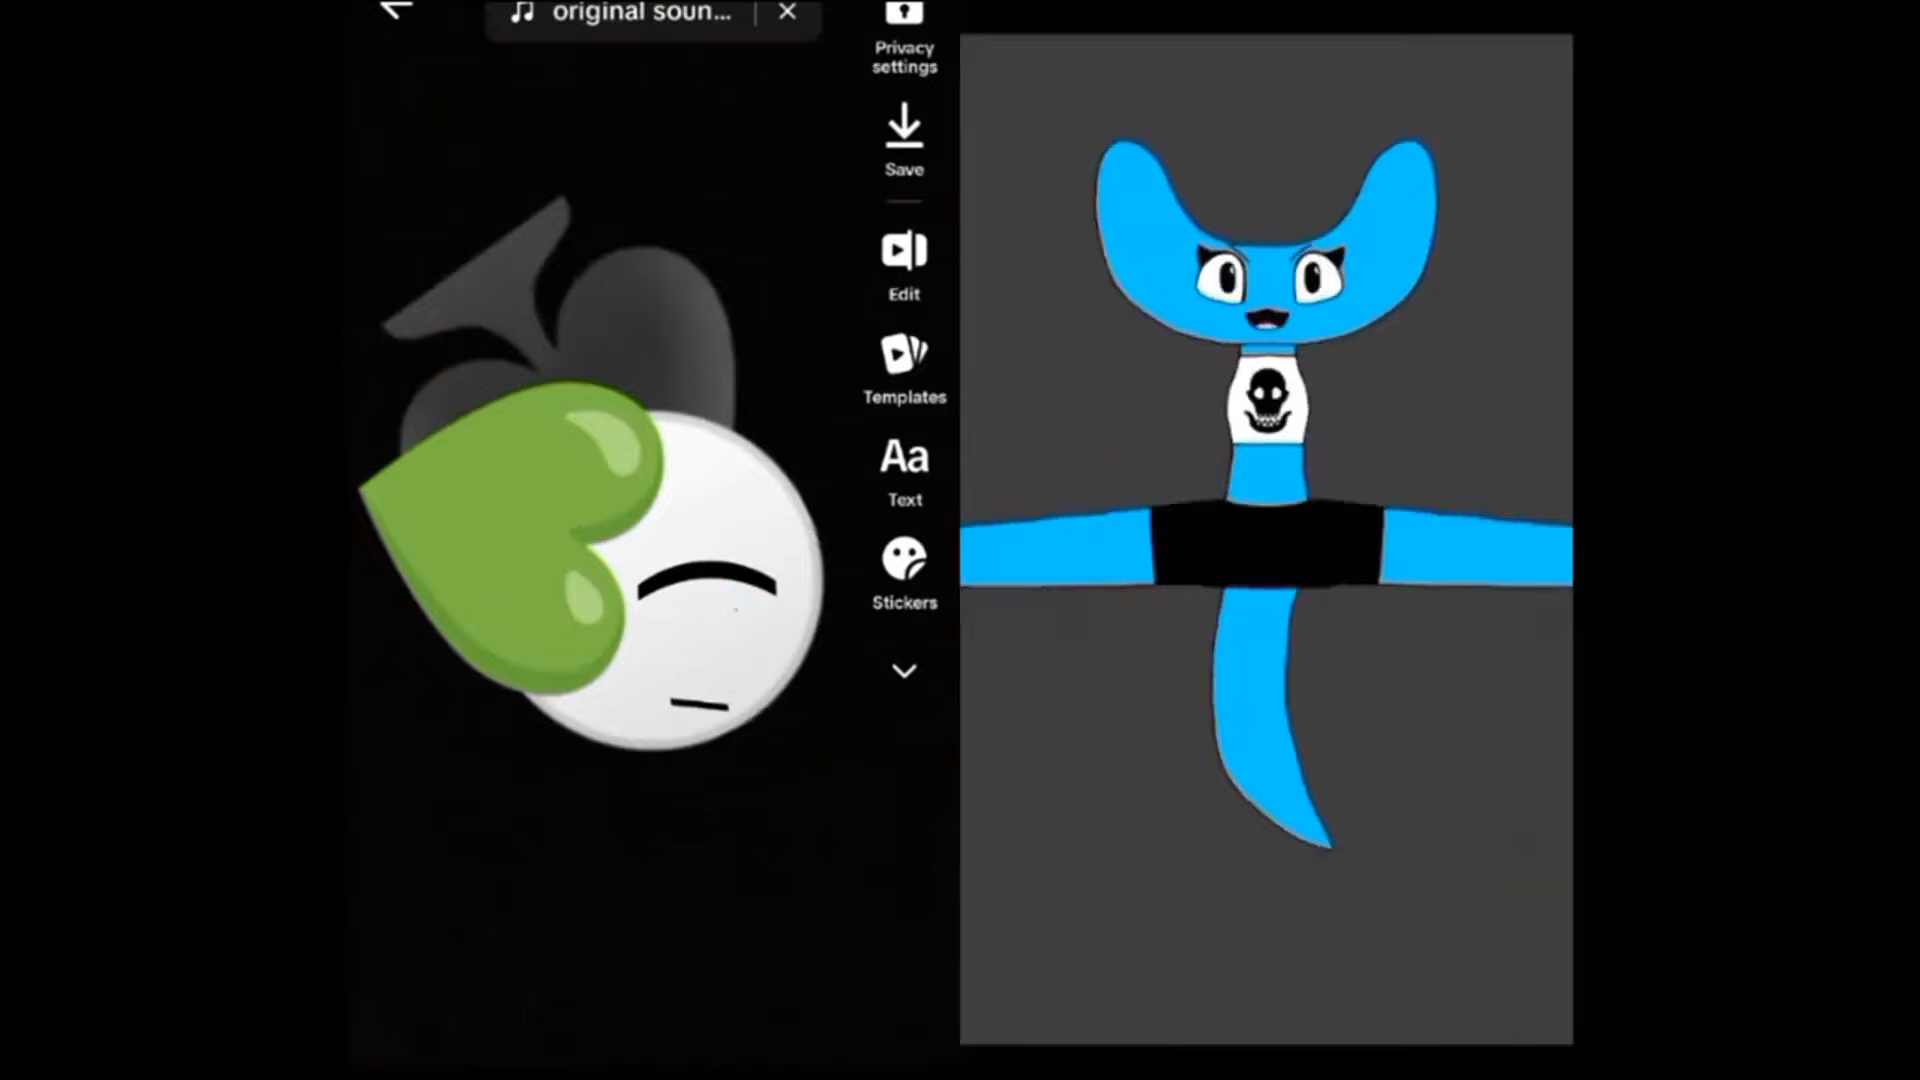 original soun...
Privacy
settings
Save
Edit
Templates
Aa
Text
Stickers